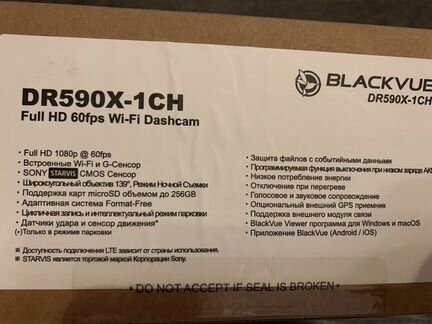 BLACKVUE
DR590X-1CH
DR590X-1CH
Full HD 60fps Wi-Fi Dashcam
• Full HD 1080p @ 60fps
• Встроенные Wi-Fi и G-Сенсор
• SONY STARVIS CMOS Сенсор
• Широкоугольный объектив 139°, Режим Ночной Съемки
• Поддержка карт microSD объемом до 256GB
• Адаптивная система Format-Free
• Цикличная запись и интеллектуальный режим парковки
• Датчики удара и сенсор движения*
(*)Только в режиме парковки
• Защита файлов с событийными данными
• Программируемая функция выключения при низком заряде АК
• Низкое потребление энергии
• Отключение при перегреве
• Голосовое и звуковое сопровождение
• Опциональный внешний GPS приемник
• Поддержка внешнего модуля связи
• BlackVue Viewer программа для Windows и macOS
• Приложение BlackVue (Android / iOS)
※ Доступность подключения LTE зависит от страны.
※ STARVIS является торговой маркой Корпорации Sony.
*DO NOT ACCEPT IF SEAL IS BROKEN*